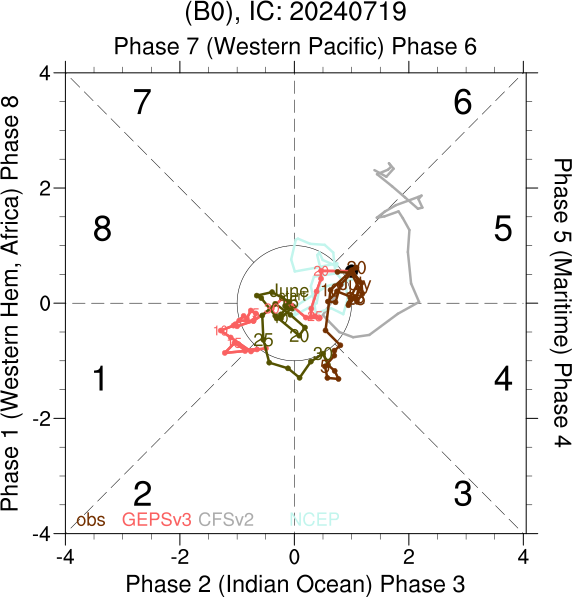 (B0), IC: 20240719
Phase 7 (Western Pacific) Phase 6
Phase 1 (Western Hem, Africa) Phase 8
Phase 5 (Maritime) Phase 4
4
2
0
-2
-4
7
6
8
5
1
4
2
3
20
20
June
25
20
30
obs GEPSv3 CFSv2 NCEP
-4 -2 0 2 4
Phase 2 (Indian Ocean) Phase 3